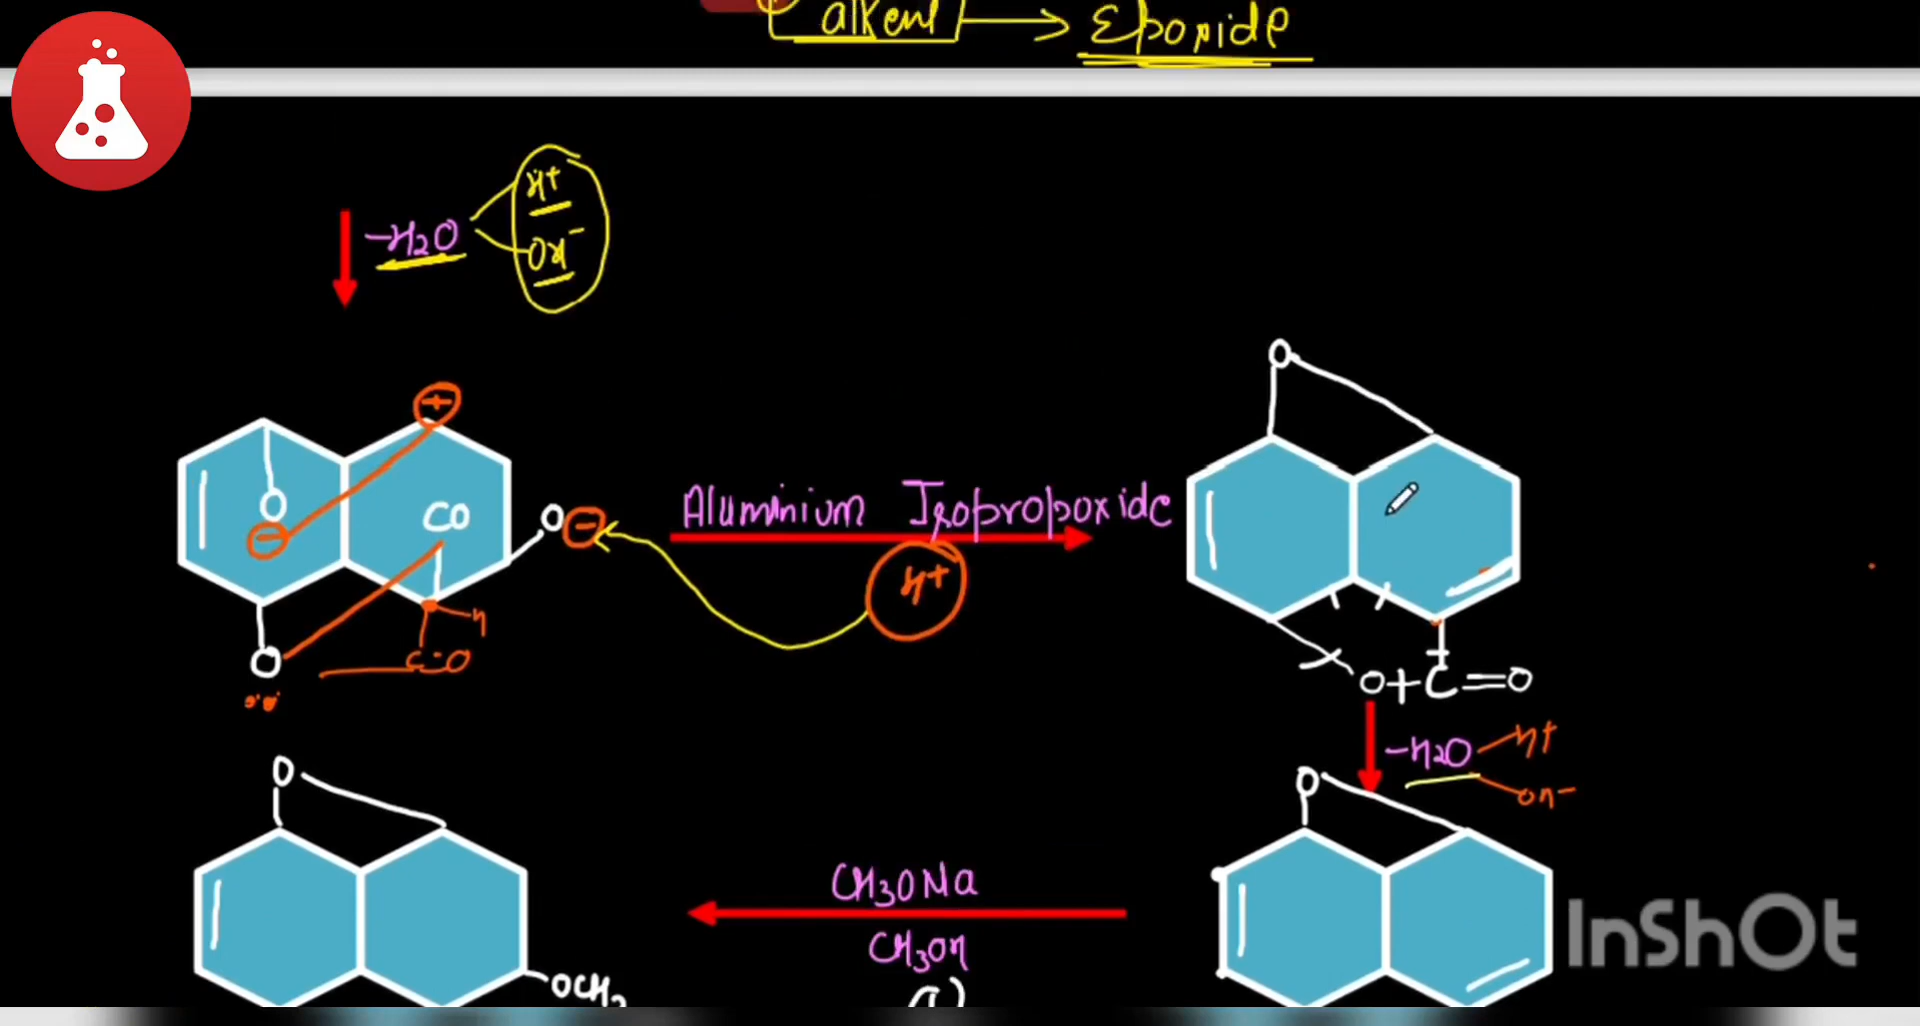 alkene → Epoxide
-H2O
H+
OH-
+
O
O
-
CO
O -
Aluminium Isopropoxide
H+
H
C=O
O
O+C=O
-H2O
H+
OH-
O
O
CH3ONa
CH3OH
OCH3
InShOt